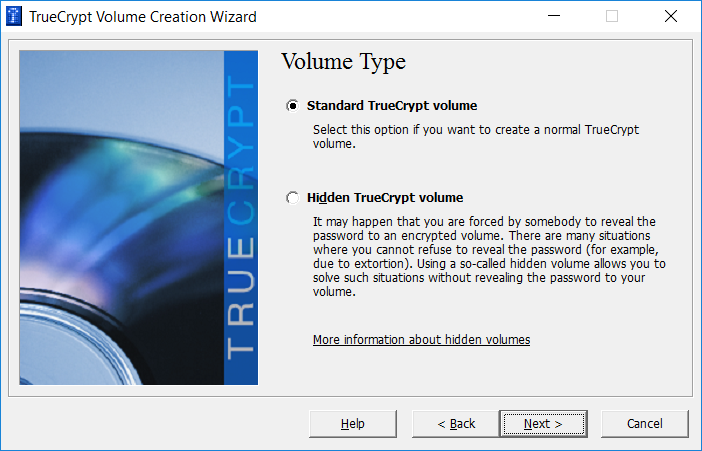 TrueCrypt Volume Creation Wizard
TRUECRYPT
Volume Type
Standard TrueCrypt volume
Select this option if you want to create a normal TrueCrypt
volume.
Hidden TrueCrypt volume
It may happen that you are forced by somebody to reveal the
password to an encrypted volume. There are many situations
where you cannot refuse to reveal the password (for example,
due to extortion). Using a so-called hidden volume allows you to
solve such situations without revealing the password to your
volume.
More information about hidden volumes
Help
< Back
Next >
Cancel